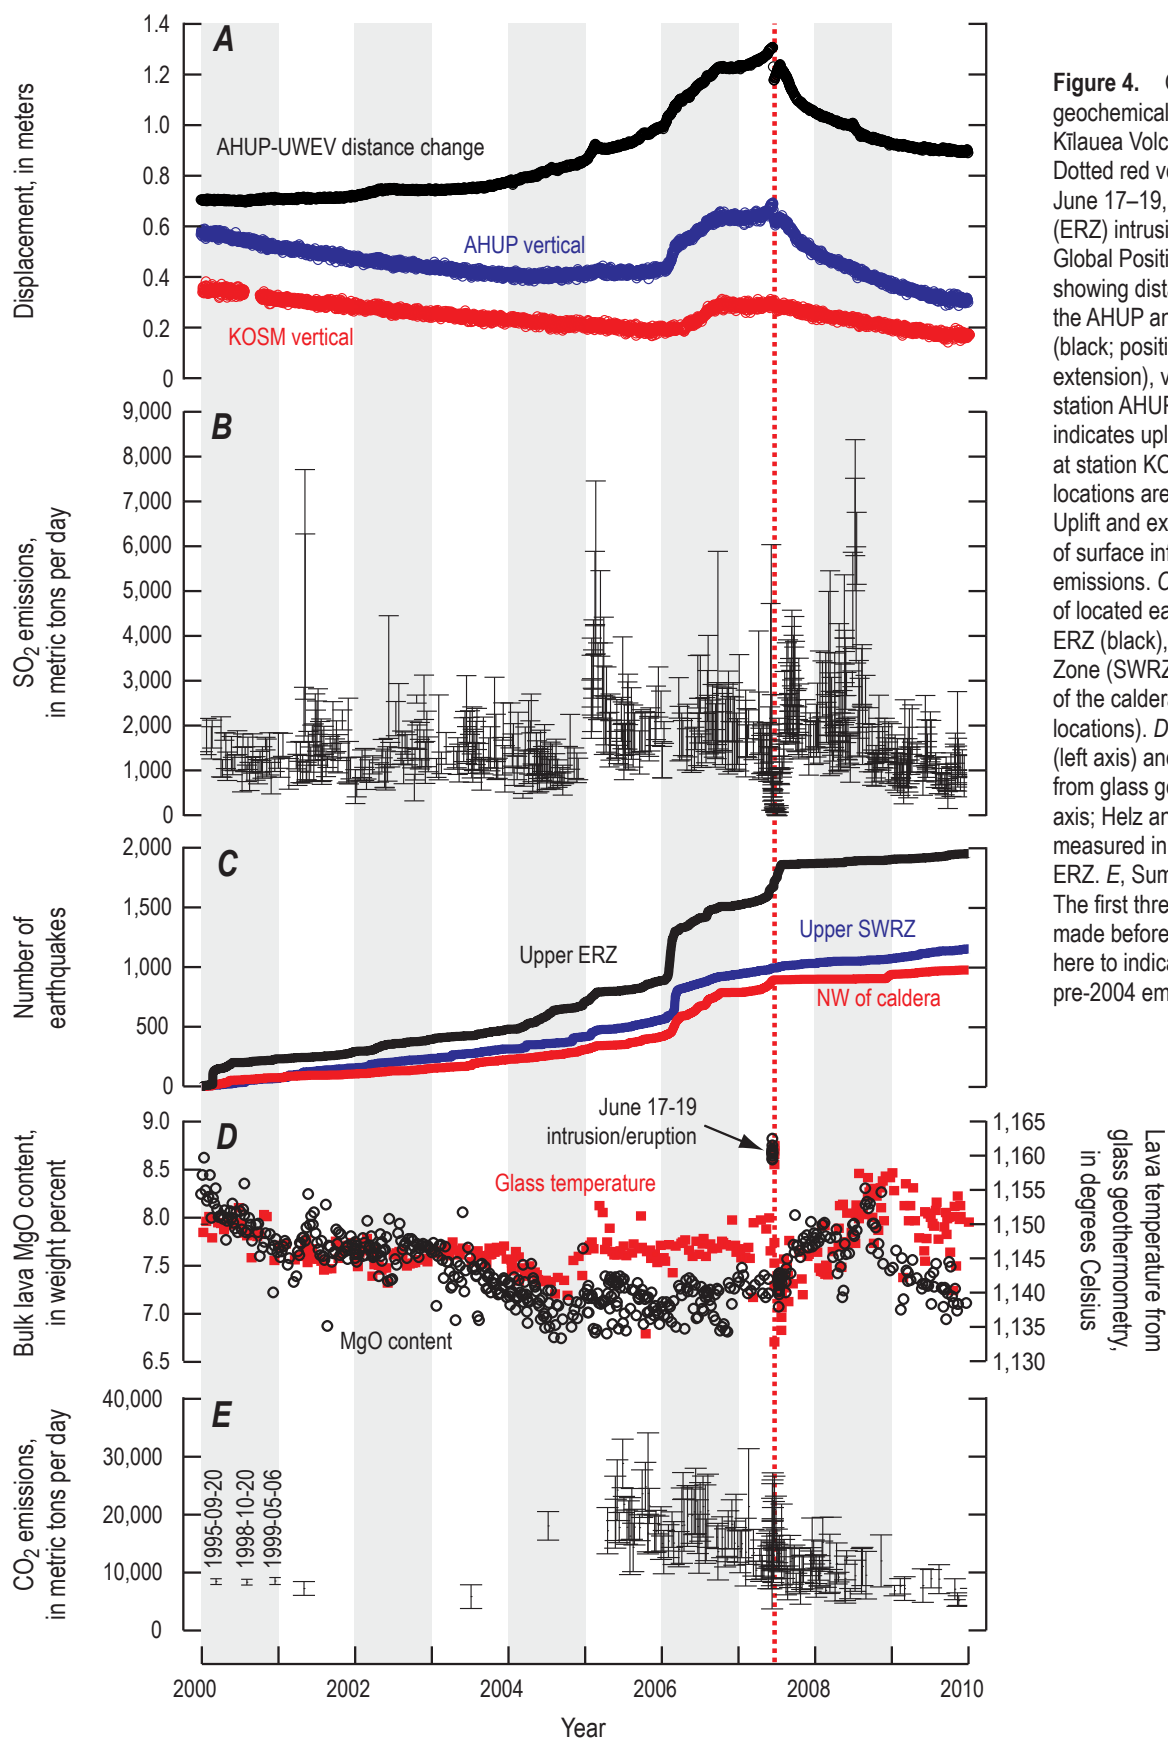 A
1.4
1.2
1.0
0.8
0.6
0.4
0.2
0
Displacement, in meters
AHUP-UWEV distance change
AHUP vertical
KOSM vertical
B
9,000
8,000
7,000
6,000
5,000
4,000
3,000
2,000
1,000
0
SO2 emissions,
in metric tons per day
C
2,000
1,500
1,000
500
0
Number of
earthquakes
Upper ERZ
Upper SWRZ
NW of caldera
D
9.0
8.5
8.0
7.5
7.0
6.5
Bulk lava MgO content,
in weight percent
June 17-19
intrusion/eruption
Glass temperature
MgO content
1,165
1,160
1,155
1,150
1,145
1,140
1,135
1,130
Lava temperature from
glass geothermometry,
in degrees Celsius
E
40,000
30,000
20,000
10,000
0
CO2 emissions,
in metric tons per day
1995-09-20
1998-10-20
1999-05-06
2000
2002
2004
2006
2008
2010
Year
Figure 4.
geochemical
Kīlauea Volc
Dotted red ve
June 17–19,
(ERZ) intrusi
Global Positi
showing dista
the AHUP an
(black; positi
extension), v
station AHUP
indicates upl
at station KO
locations are
Uplift and ex
of surface inf
emissions. C
of located ea
ERZ (black),
Zone (SWRZ
of the caldera
locations). D
(left axis) and
from glass ge
axis; Helz an
measured in
ERZ. E, Sum
The first thre
made before
here to indica
pre-2004 em